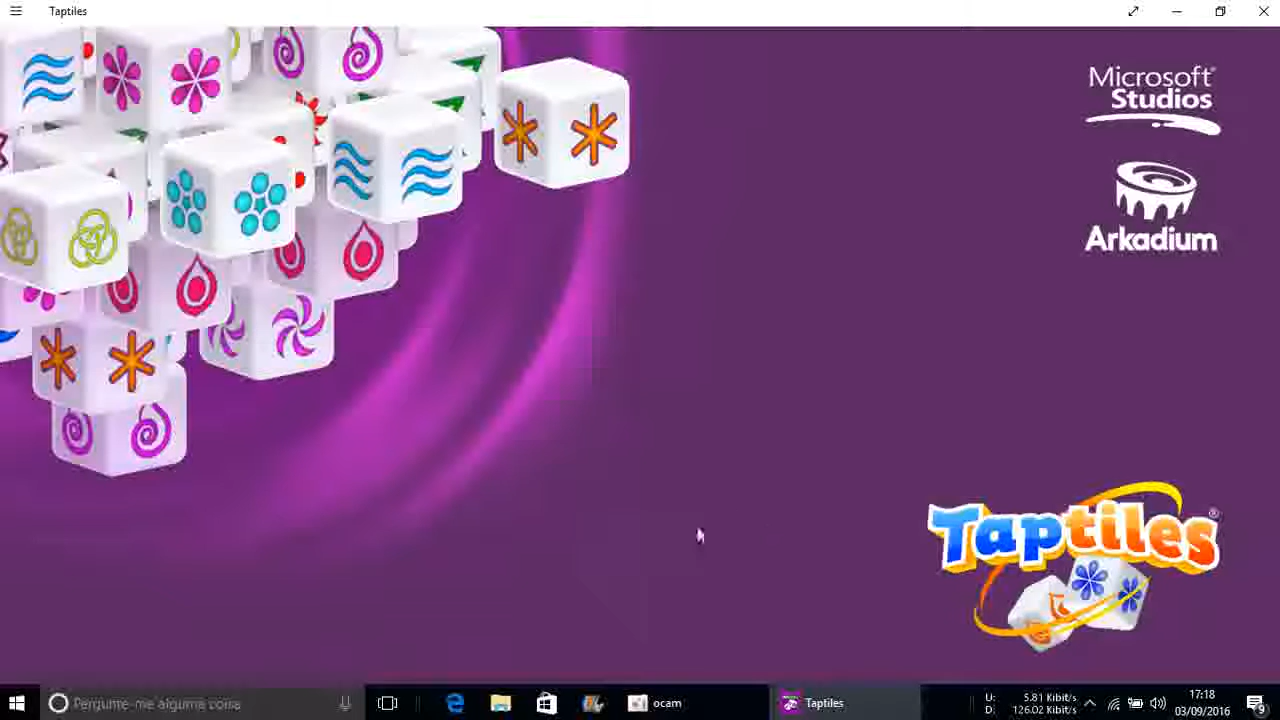 Taptiles
Microsoft®
Studios
Arkadium
Taptiles®
Pergunte-me alguma coisa
ocam
Taptiles
U: 5.81 Kibit/s
D: 126.02 Kibit/s
17:18
03/09/2016
9